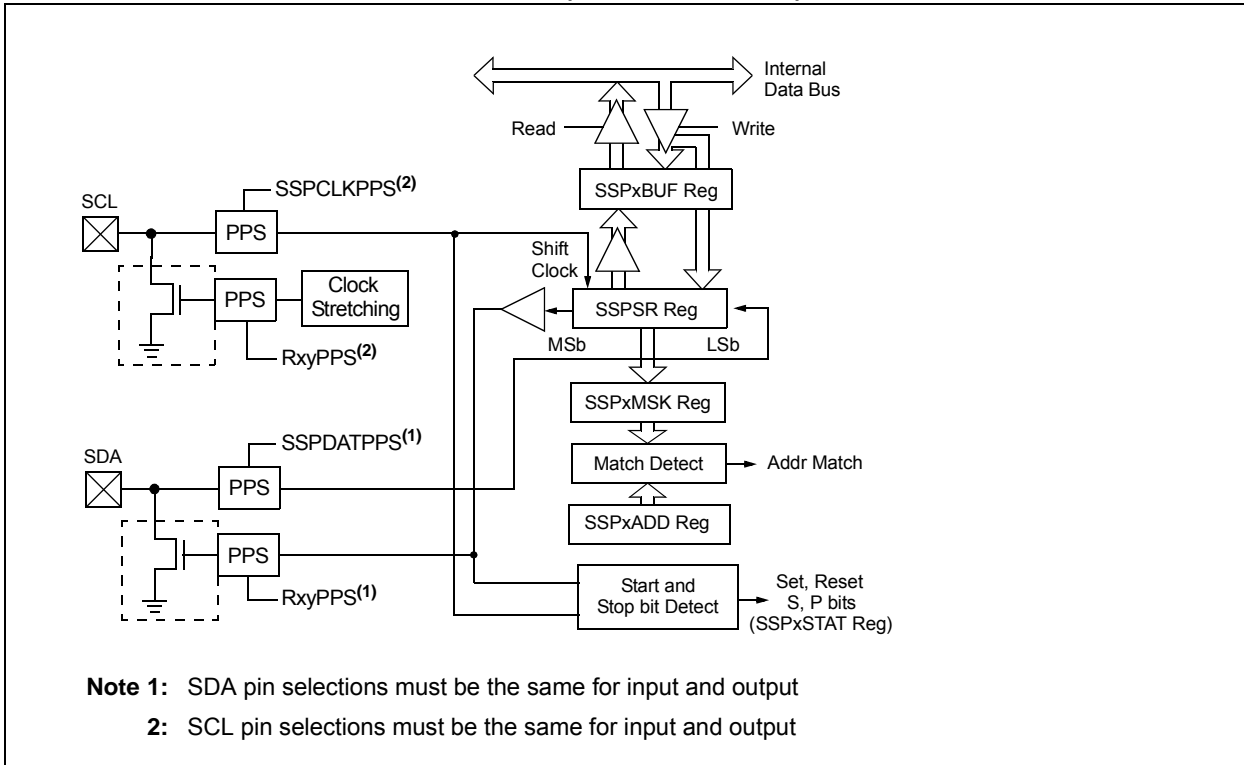 Internal
Data Bus
Read
Write
SSPxBUF Reg
SSPCLKPPS(2)
SCL
PPS
Shift
Clock
PPS
Clock
Stretching
SSPSR Reg
MSb
LSb
RxyPPS(2)
SSPxMSK Reg
SSPDATPPS(1)
SDA
Match Detect
Addr Match
PPS
SSPxADD Reg
PPS
RxyPPS(1)
Start and
Stop bit Detect
Set, Reset
S, P bits
(SSPxSTAT Reg)
Note 1: SDA pin selections must be the same for input and output
2: SCL pin selections must be the same for input and output